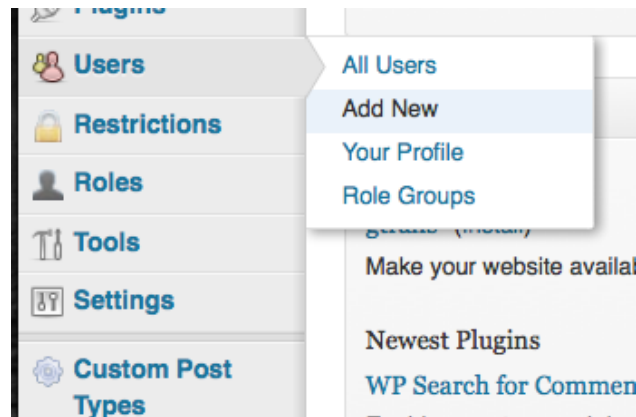 Plugins
Users
Restrictions
Roles
Tools
Settings
Custom Post
Types
All Users
Add New
Your Profile
Role Groups
Make your website availab
Newest Plugins
WP Search for Commen